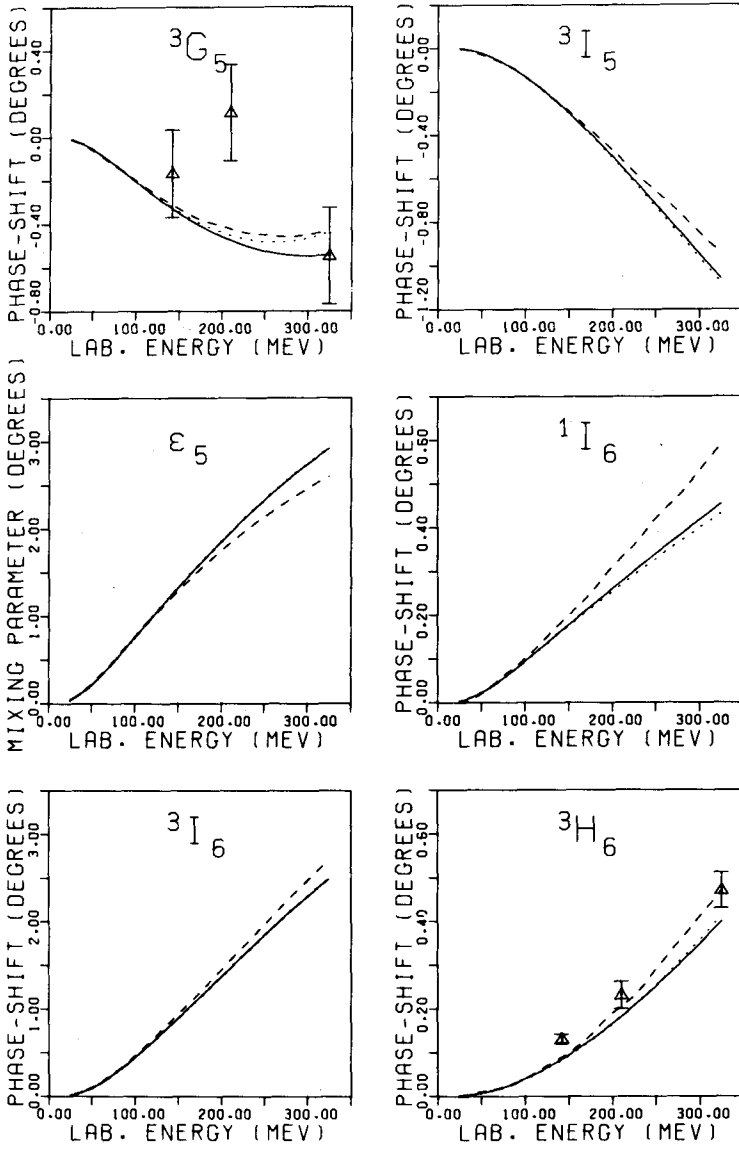 ³G₅
PHASE-SHIFT (DEGREES)
0.40
0.00
-0.40
-0.80
0.00 100.00 200.00 300.00
LAB. ENERGY (MEV)
³I₅
PHASE-SHIFT (DEGREES)
0.00
-0.40
-0.80
-1.20
0.00 100.00 200.00 300.00
LAB. ENERGY (MEV)
ε₅
MIXING PARAMETER (DEGREES)
3.00
2.00
1.00
0.00
0.00 100.00 200.00 300.00
LAB. ENERGY (MEV)
¹I₆
PHASE-SHIFT (DEGREES)
0.60
0.40
0.20
0.00
0.00 100.00 200.00 300.00
LAB. ENERGY (MEV)
³I₆
PHASE-SHIFT (DEGREES)
3.00
2.00
1.00
0.00
0.00 100.00 200.00 300.00
LAB. ENERGY (MEV)
³H₆
PHASE-SHIFT (DEGREES)
0.60
0.40
0.20
0.00
0.00 100.00 200.00 300.00
LAB. ENERGY (MEV)